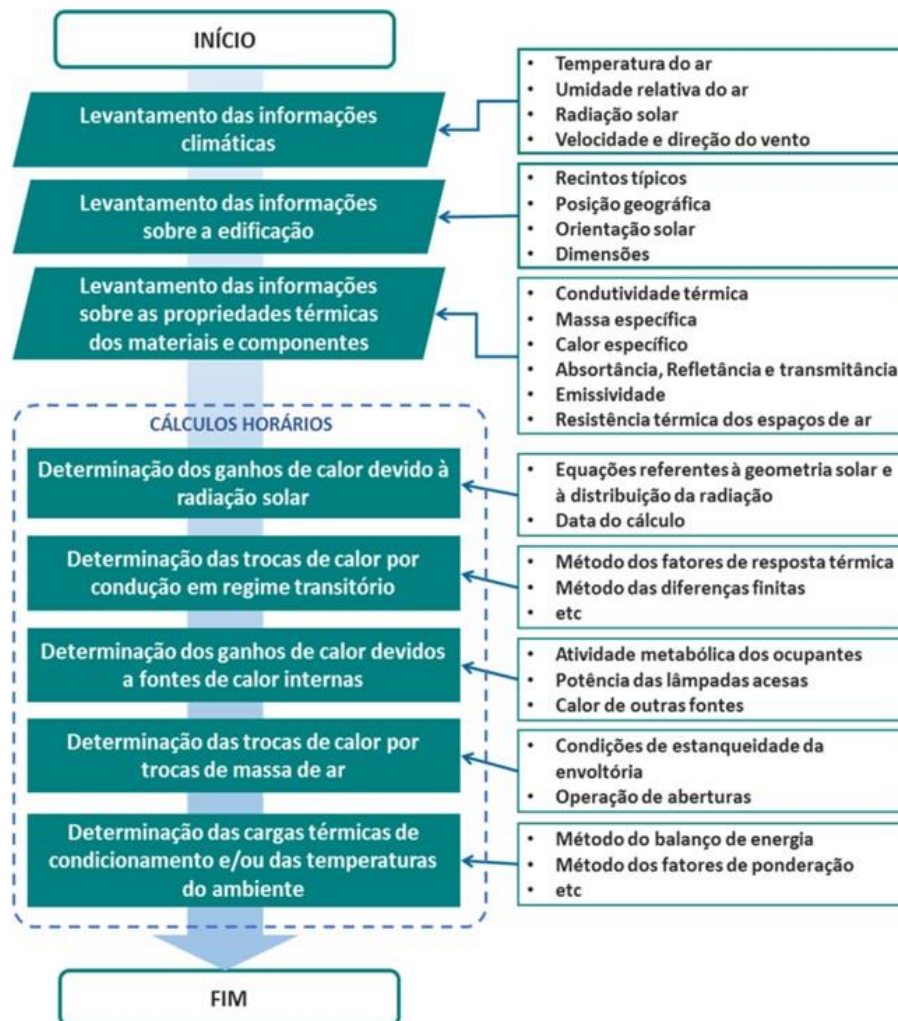 INÍCIO
Levantamento das informações
climáticas
• Temperatura do ar
• Umidade relativa do ar
• Radiação solar
• Velocidade e direção do vento
Levantamento das informações
sobre a edificação
• Recintos típicos
• Posição geográfica
• Orientação solar
• Dimensões
Levantamento das informações
sobre as propriedades térmicas
dos materiais e componentes
• Condutividade térmica
• Massa específica
• Calor específico
• Absortância, Refletância e transmitância
• Emissividade
• Resistência térmica dos espaços de ar
CÁLCULOS HORÁRIOS
Determinação dos ganhos de calor devido à
radiação solar
• Equações referentes à geometria solar e
à distribuição da radiação
• Data do cálculo
Determinação das trocas de calor por
condução em regime transitório
• Método dos fatores de resposta térmica
• Método das diferenças finitas
• etc
Determinação dos ganhos de calor devidos
a fontes de calor internas
• Atividade metabólica dos ocupantes
• Potência das lâmpadas acesas
• Calor de outras fontes
Determinação das trocas de calor por
trocas de massa de ar
• Condições de estanqueidade da
envoltória
• Operação de aberturas
Determinação das cargas térmicas de
condicionamento e/ou das temperaturas
do ambiente
• Método do balanço de energia
• Método dos fatores de ponderação
• etc
FIM